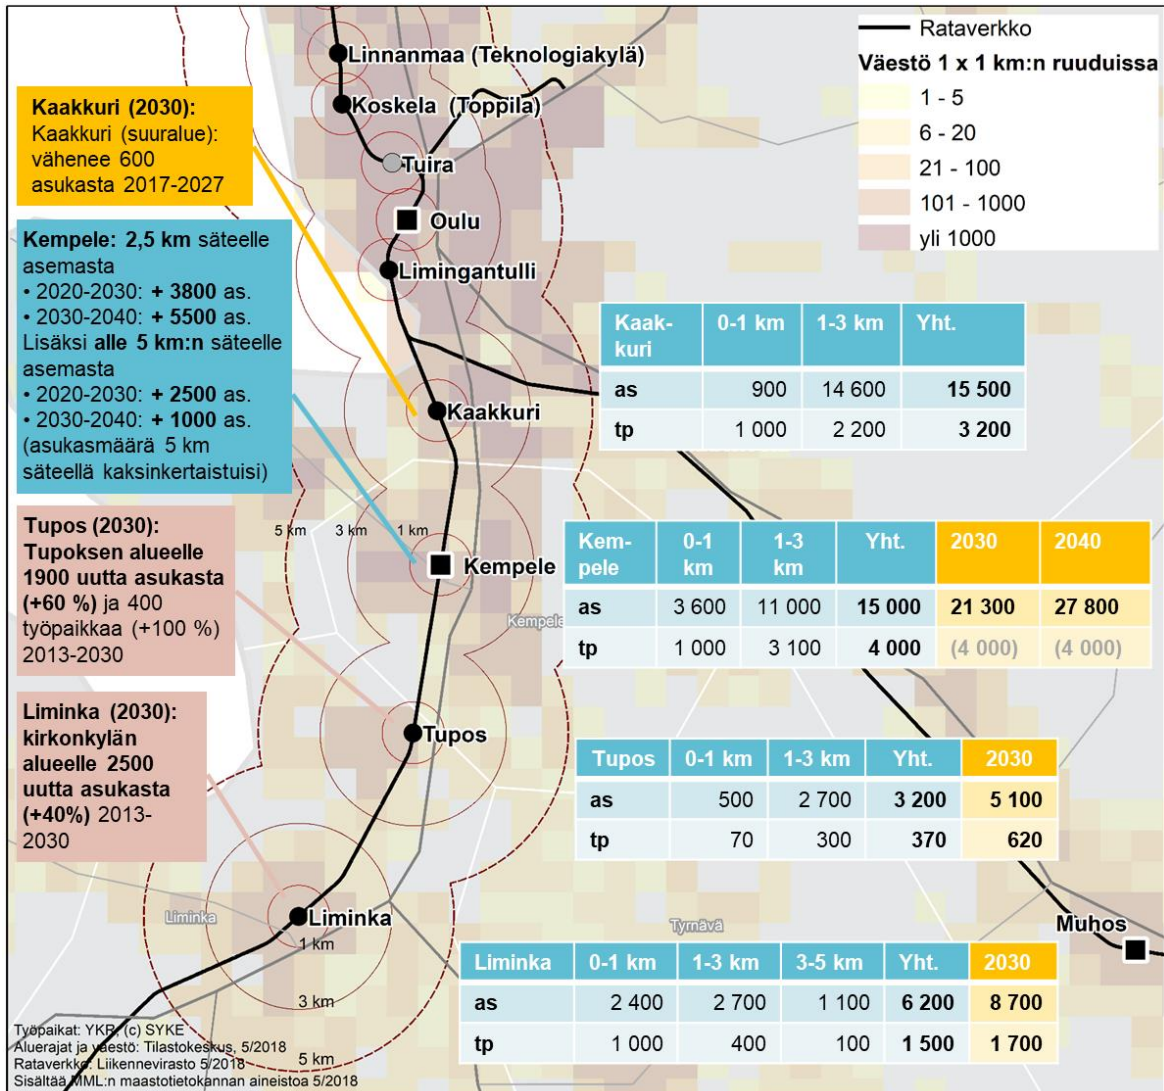 Rataverkko
Väestö 1 x 1 km:n ruuduissa
1 - 5
6 - 20
21 - 100
101 - 1000
yli 1000
Linnanmaa (Teknologiakylä)
Koskela (Toppila)
Tuira
Oulu
Limingantulli
Kaakkuri
Kempele
Kempele
Tupos
Liminka
Liminka
Tyrnävä
Muhos
5 km 3 km 1 km
1 km
3 km
5 km
Kaakkuri (2030):
Kaakkuri (suuralue):
vähenee 600
asukasta 2017-2027
Kempele: 2,5 km säteelle
asemasta
• 2020-2030: + 3800 as.
• 2030-2040: + 5500 as.
Lisäksi alle 5 km:n säteelle
asemasta
• 2020-2030: + 2500 as.
• 2030-2040: + 1000 as.
(asukasmäärä 5 km
säteellä kaksinkertaistuisi)
Tupos (2030):
Tupoksen alueelle
1900 uutta asukasta
(+60 %) ja 400
työpaikkaa (+100 %)
2013-2030
Liminka (2030):
kirkonkylän
alueelle 2500
uutta asukasta
(+40%) 2013-
2030
Kaak-
kuri 0-1 km 1-3 km Yht.
as 900 14 600 15 500
tp 1 000 2 200 3 200
Kem-
pele 0-1
km 1-3
km Yht. 2030 2040
as 3 600 11 000 15 000 21 300 27 800
tp 1 000 3 100 4 000 (4 000) (4 000)
Tupos 0-1 km 1-3 km Yht. 2030
as 500 2 700 3 200 5 100
tp 70 300 370 620
Liminka 0-1 km 1-3 km 3-5 km Yht. 2030
as 2 400 2 700 1 100 6 200 8 700
tp 1 000 400 100 1 500 1 700
Työpaikat: YKR, (c) SYKE
Aluerajat ja väestö: Tilastokeskus, 5/2018
Rataverkko: Liikennevirasto 5/2018
Sisältää MML:n maastotietokannan aineistoa 5/2018